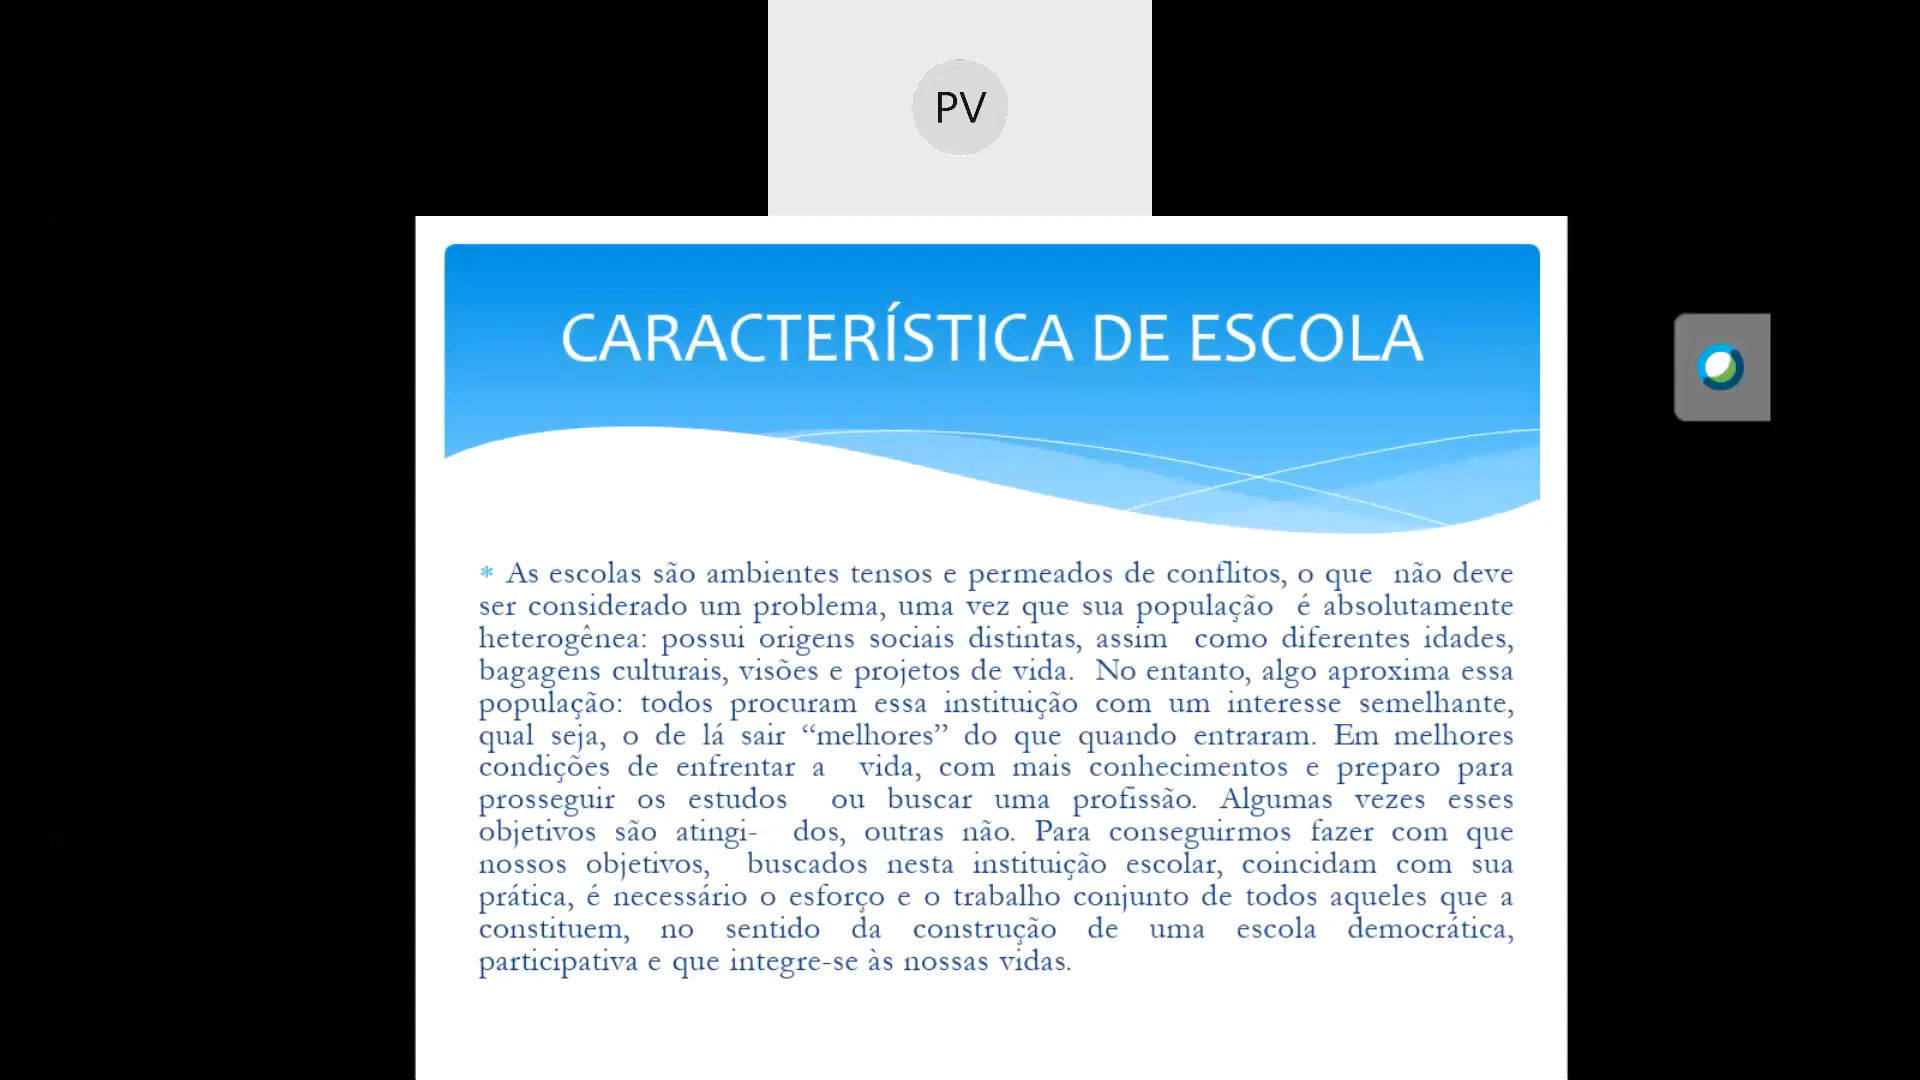 PV
CARACTERÍSTICA DE ESCOLA
* As escolas são ambientes tensos e permeados de conflitos, o que não deve
ser considerado um problema, uma vez que sua população é absolutamente
heterogênea: possui origens sociais distintas, assim como diferentes idades,
bagagens culturais, visões e projetos de vida. No entanto, algo aproxima essa
população: todos procuram essa instituição com um interesse semelhante,
qual seja, o de lá sair “melhores” do que quando entraram. Em melhores
condições de enfrentar a vida, com mais conhecimentos e preparo para
prosseguir os estudos ou buscar uma profissão. Algumas vezes esses
objetivos são atingi- dos, outras não. Para conseguirmos fazer com que
nossos objetivos, buscados nesta instituição escolar, coincidam com sua
prática, é necessário o esforço e o trabalho conjunto de todos aqueles que a
constituem, no sentido da construção de uma escola democrática,
participativa e que integre-se às nossas vidas.